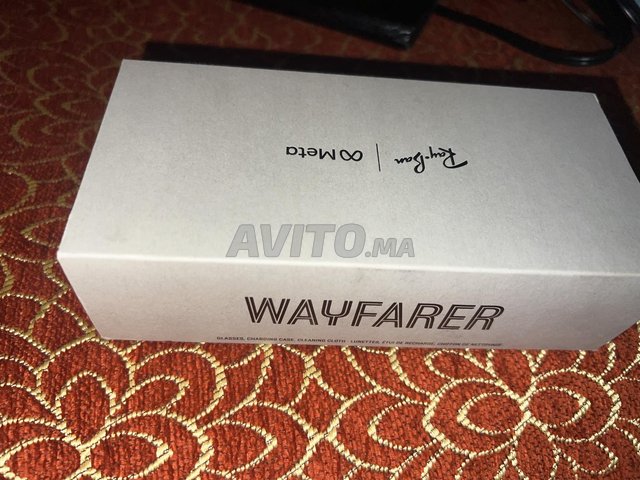 Ray-Ban | ∞ Meta
AVITO.MA
WAYFARER
GLASSES, CHARGING CASE, CLEANING CLOTH - LUNETTES, ÉTUI DE RECHARGE, CHIFFON DE NETTOYAGE